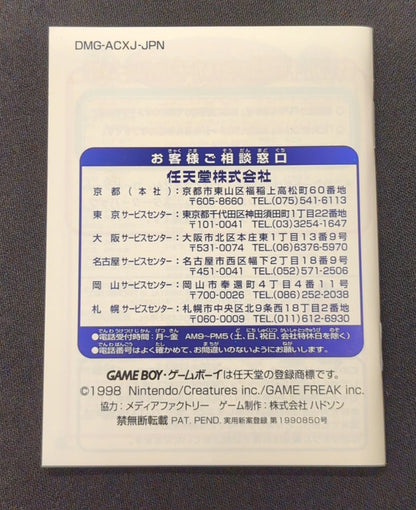 DMG-ACXJ-JPN
きゃく さま そう だん まど ぐち
お客様ご相談窓口
任天堂株式会社
京都(本社):京都市東山区福稲上高松町60番地
〒605-8660 TEL.(075)541-6113
東京サービスセンター:東京都千代田区神田須田町1丁目22番地
〒101-0041 TEL.(03)3254-1647
大阪サービスセンター:大阪市北区本庄東1丁目13番9号
〒531-0074 TEL.(06)6376-5970
名古屋サービスセンター:名古屋市西区幅下2丁目18番9号
〒451-0041 TEL.(052)571-2506
岡山サービスセンター:岡山市奉還町4丁目4番11号
〒700-0026 TEL.(086)252-2038
札幌サービスセンター:札幌市中央区北9条西18丁目2番地
〒060-0009 TEL.(011)612-6930
●電話受付時間:月~金 AM9~PM5(土、日、祝日、会社特休日を除く)
●電話番号はよく確かめて、お間違いのないようにお願いします。
GAME BOY・ゲームボーイは任天堂の登録商標です。
©1998 Nintendo/Creatures inc./GAME FREAK inc.
協力:メディアファクトリー ゲーム制作:株式会社 ハドソン
禁無断転載 PAT. PEND. 実用新案登録 第1990850号